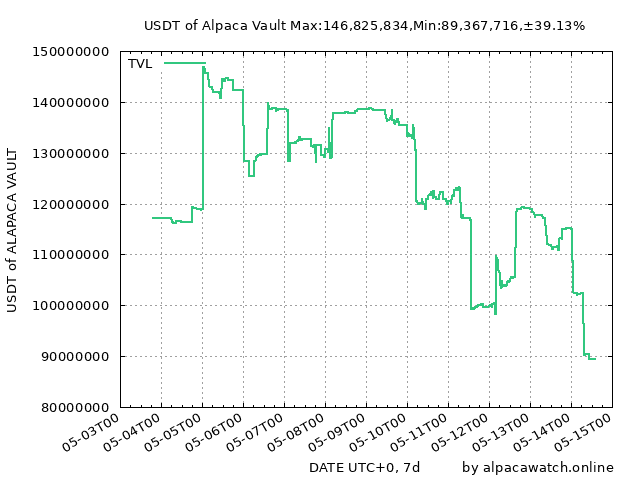 USDT of Alpaca Vault Max:146,825,834,Min:89,367,716,±39.13%
150000000
140000000
130000000
120000000
110000000
100000000
90000000
80000000
USDT of ALAPACA VAULT
TVL
05-03T00
05-04T00
05-05T00
05-06T00
05-07T00
05-08T00
05-09T00
05-10T00
05-11T00
05-12T00
05-13T00
05-14T00
05-15T00
DATE UTC+0, 7d
by alpacawatch.online